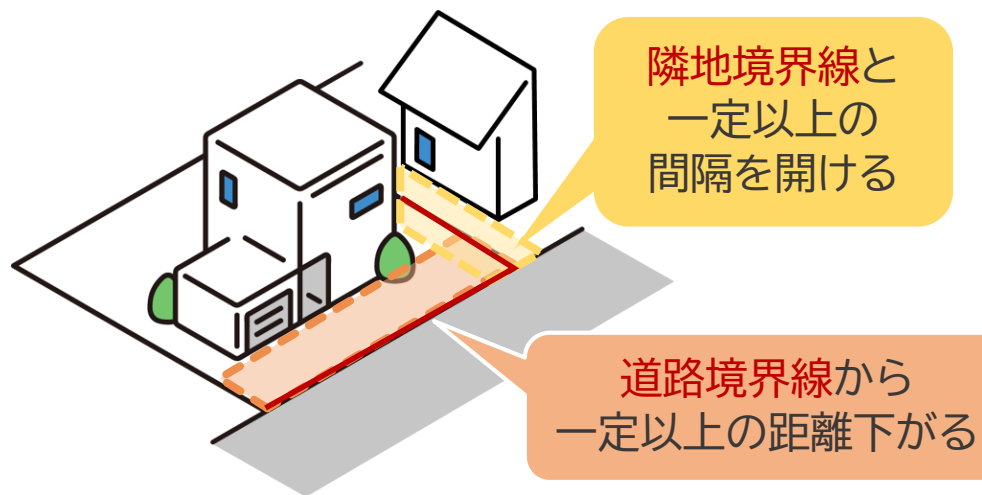 隣地境界線と
一定以上の
間隔を開ける
道路境界線から
一定以上の距離下がる